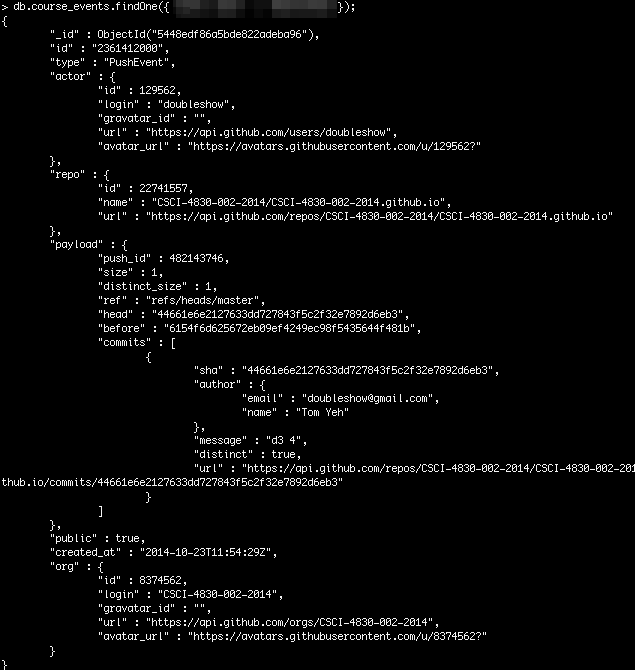 > db.course_events.findOne({ });
{
"_id" : ObjectId("5448edf86a5bde822adeba96"),
"id" : "2361412000",
"type" : "PushEvent",
"actor" : {
"id" : 129562,
"login" : "doubleshow",
"gravatar_id" : "",
"url" : "https://api.github.com/users/doubleshow",
"avatar_url" : "https://avatars.githubusercontent.com/u/129562?"
},
"repo" : {
"id" : 22741557,
"name" : "CSCI-4830-002-2014/CSCI-4830-002-2014.github.io",
"url" : "https://api.github.com/repos/CSCI-4830-002-2014/CSCI-4830-002-2014.github.io"
},
"payload" : {
"push_id" : 482143746,
"size" : 1,
"distinct_size" : 1,
"ref" : "refs/heads/master",
"head" : "44661e6e2127633dd727843f5c2f32e7892d6eb3",
"before" : "6154f6d625672eb09ef4249ec98f5435644f481b",
"commits" : [
{
"sha" : "44661e6e2127633dd727843f5c2f32e7892d6eb3",
"author" : {
"email" : "doubleshow@gmail.com",
"name" : "Tom Yeh"
},
"message" : "d3 4",
"distinct" : true,
"url" : "https://api.github.com/repos/CSCI-4830-002-2014/CSCI-4830-002-201
thub.io/commits/44661e6e2127633dd727843f5c2f32e7892d6eb3"
}
]
},
"public" : true,
"created_at" : "2014-10-23T11:54:29Z",
"org" : {
"id" : 8374562,
"login" : "CSCI-4830-002-2014",
"gravatar_id" : "",
"url" : "https://api.github.com/orgs/CSCI-4830-002-2014",
"avatar_url" : "https://avatars.githubusercontent.com/u/8374562?"
}
}